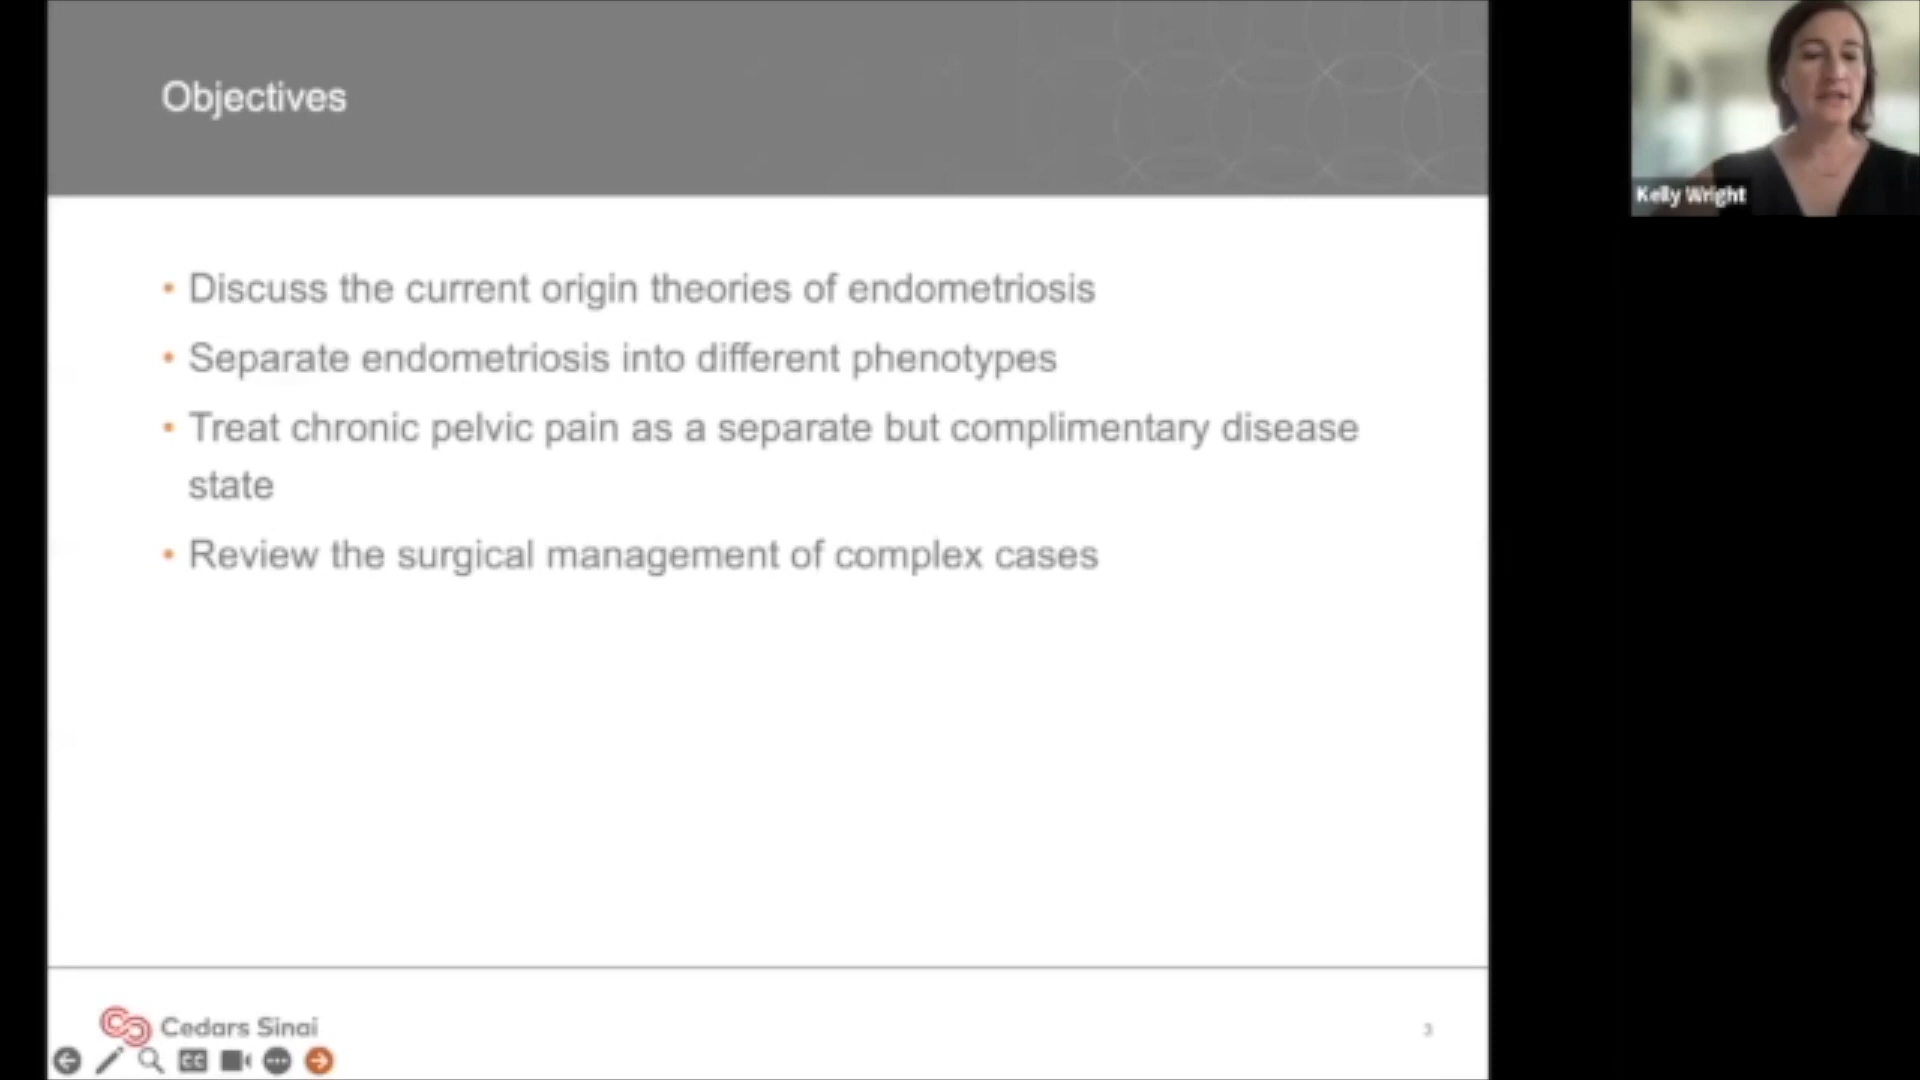 Objectives
• Discuss the current origin theories of endometriosis
• Separate endometriosis into different phenotypes
• Treat chronic pelvic pain as a separate but complimentary disease
state
• Review the surgical management of complex cases
Cedars Sinai
3
CC
Kelly Wright